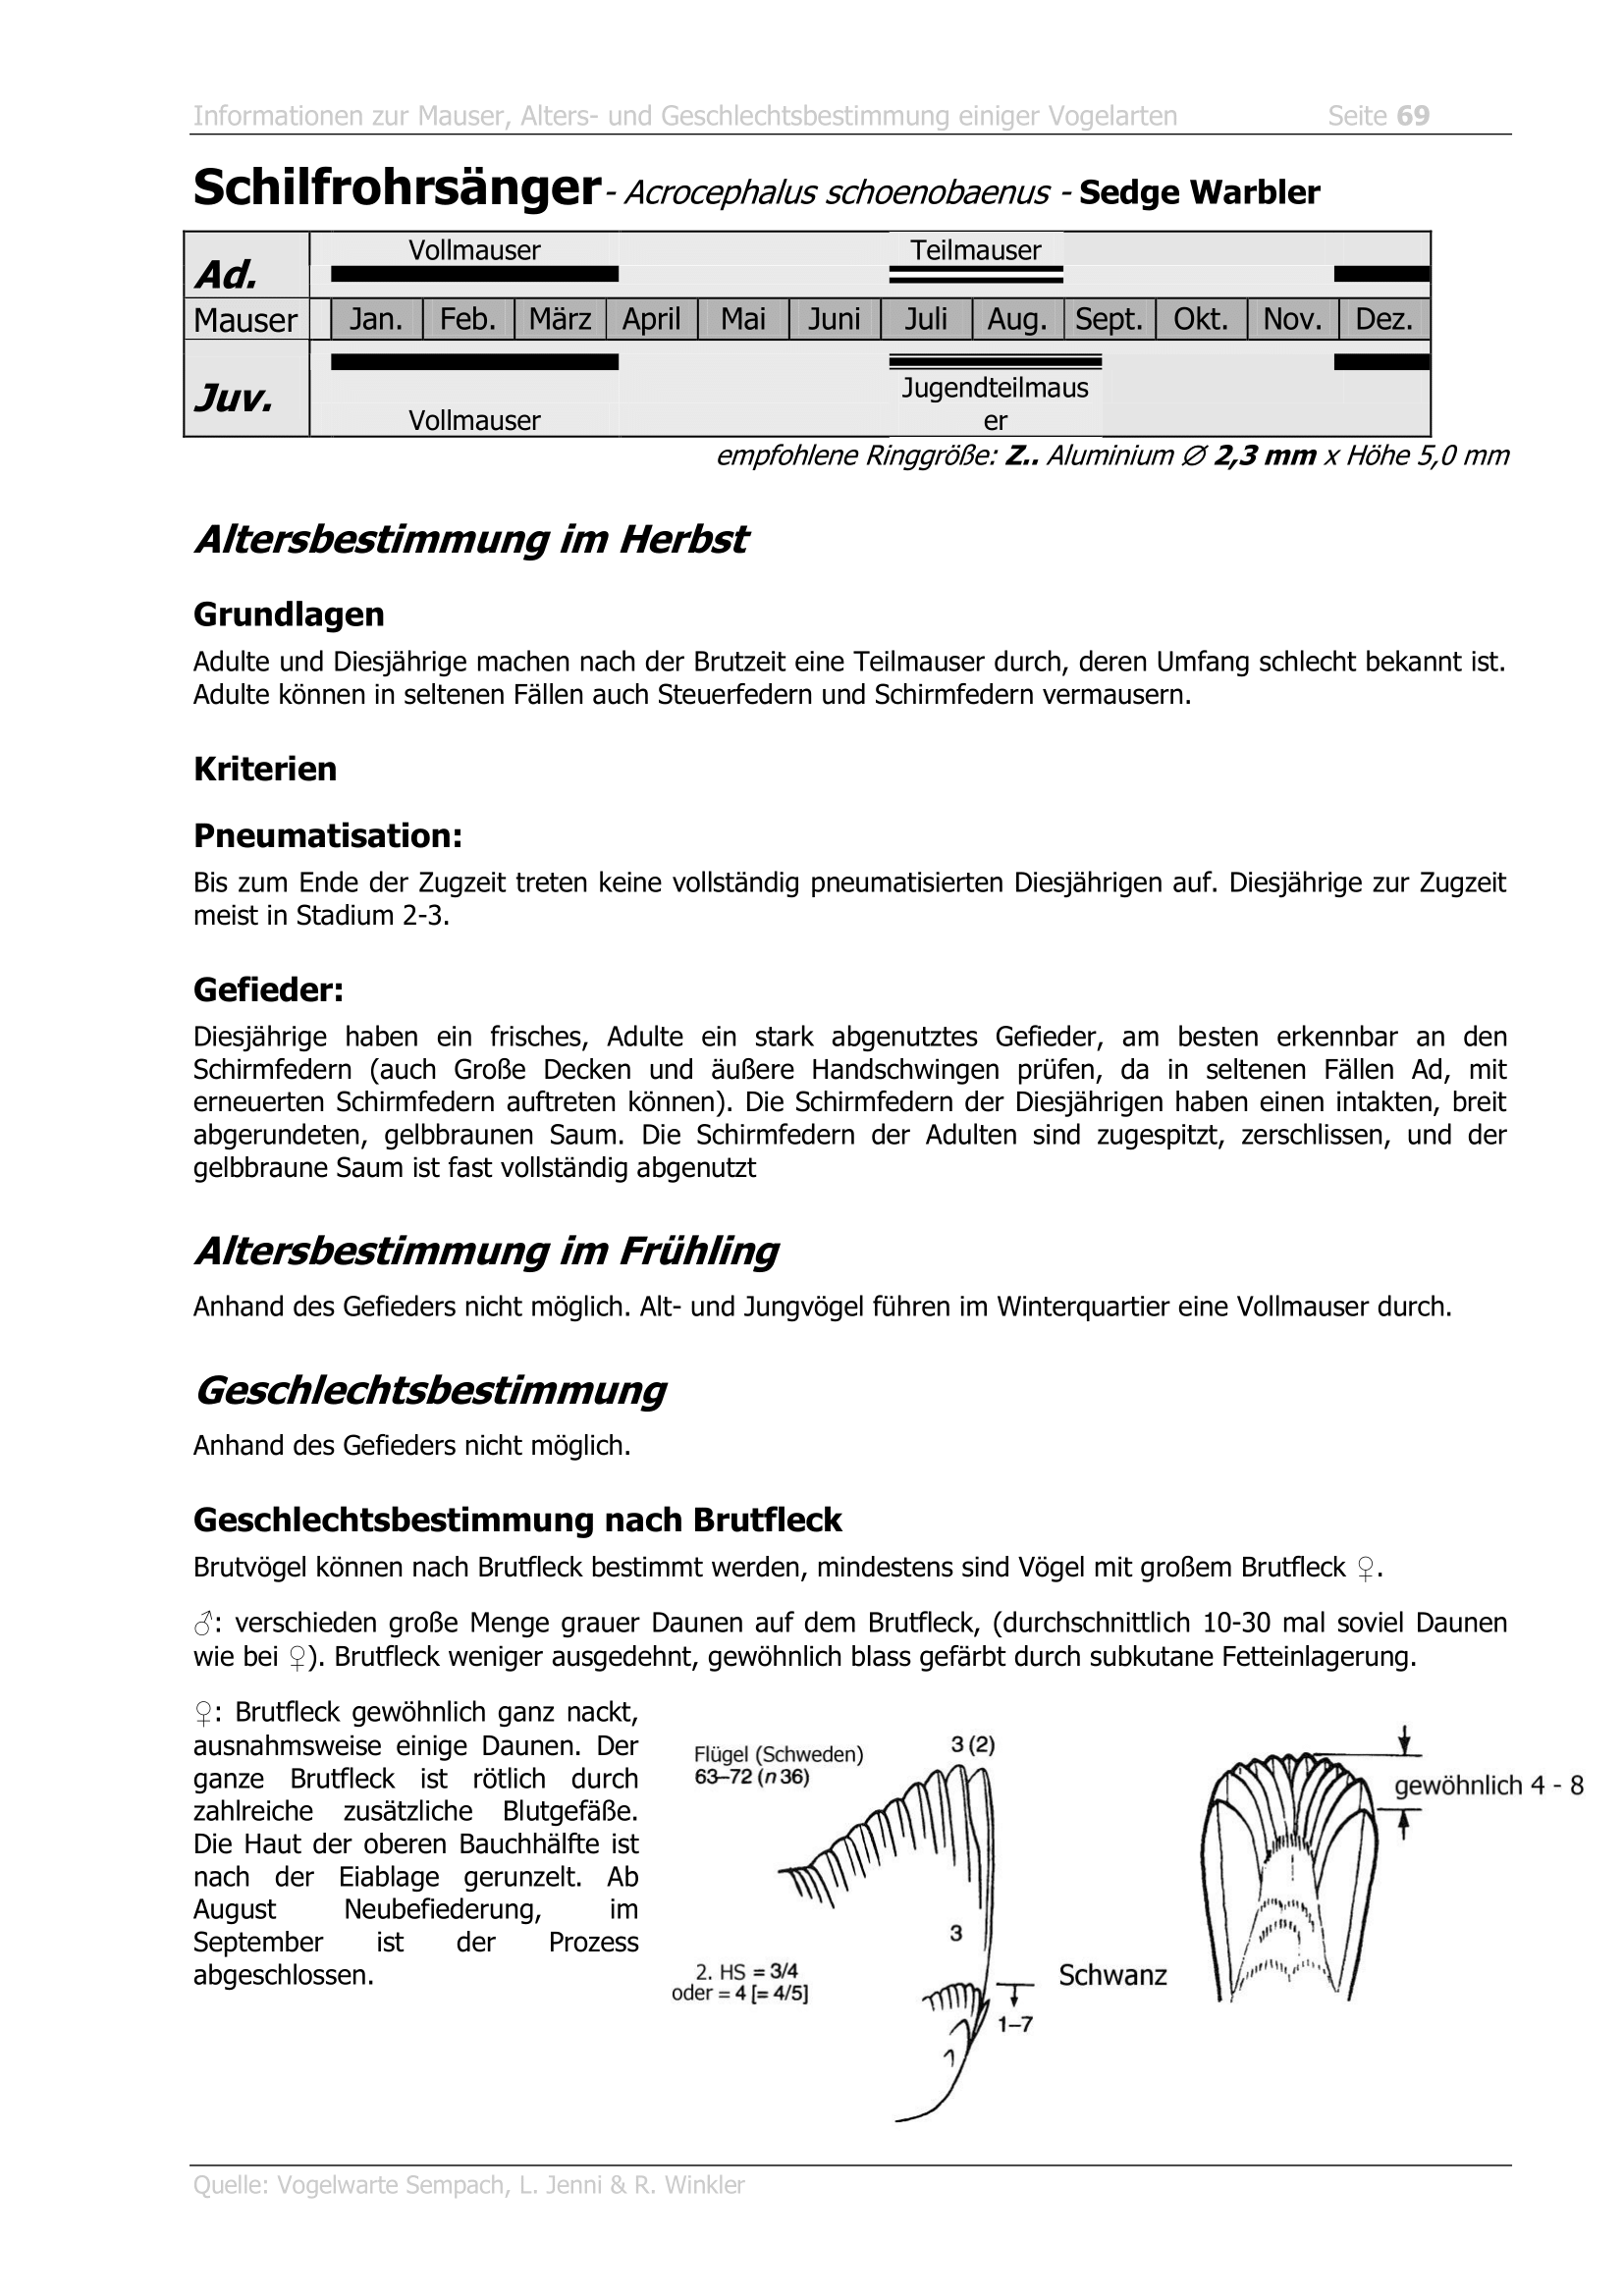 Informationen zur Mauser, Alters- und Geschlechtsbestimmung einiger Vogelarten Seite 69
Schilfrohrsänger- Acrocephalus schoenobaenus - Sedge Warbler
Ad. Vollmauser Teilmauser
Mauser Jan. Feb. März April Mai Juni Juli Aug. Sept. Okt. Nov. Dez.
Juv. Vollmauser Jugendteilmaus
er
empfohlene Ringgröße: Z.. Aluminium ∅ 2,3 mm x Höhe 5,0 mm
Altersbestimmung im Herbst
Grundlagen
Adulte und Diesjährige machen nach der Brutzeit eine Teilmauser durch, deren Umfang schlecht bekannt ist.
Adulte können in seltenen Fällen auch Steuerfedern und Schirmfedern vermausern.
Kriterien
Pneumatisation:
Bis zum Ende der Zugzeit treten keine vollständig pneumatisierten Diesjährigen auf. Diesjährige zur Zugzeit
meist in Stadium 2-3.
Gefieder:
Diesjährige haben ein frisches, Adulte ein stark abgenutztes Gefieder, am besten erkennbar an den
Schirmfedern (auch Große Decken und äußere Handschwingen prüfen, da in seltenen Fällen Ad, mit
erneuerten Schirmfedern auftreten können). Die Schirmfedern der Diesjährigen haben einen intakten, breit
abgerundeten, gelbbraunen Saum. Die Schirmfedern der Adulten sind zugespitzt, zerschlissen, und der
gelbbraune Saum ist fast vollständig abgenutzt
Altersbestimmung im Frühling
Anhand des Gefieders nicht möglich. Alt- und Jungvögel führen im Winterquartier eine Vollmauser durch.
Geschlechtsbestimmung
Anhand des Gefieders nicht möglich.
Geschlechtsbestimmung nach Brutfleck
Brutvögel können nach Brutfleck bestimmt werden, mindestens sind Vögel mit großem Brutfleck ♀.
♂: verschieden große Menge grauer Daunen auf dem Brutfleck, (durchschnittlich 10-30 mal soviel Daunen
wie bei ♀). Brutfleck weniger ausgedehnt, gewöhnlich blass gefärbt durch subkutane Fetteinlagerung.
♀: Brutfleck gewöhnlich ganz nackt,
ausnahmsweise einige Daunen. Der
ganze Brutfleck ist rötlich durch
zahlreiche zusätzliche Blutgefäße.
Die Haut der oberen Bauchhälfte ist
nach der Eiablage gerunzelt. Ab
August Neubefiederung, im
September ist der Prozess
abgeschlossen.
Flügel (Schweden)
63–72 (n 36)
3 (2)
3
2. HS = 3/4
oder = 4 [= 4/5]
1–7
Schwanz
gewöhnlich 4 - 8
Quelle: Vogelwarte Sempach, L. Jenni & R. Winkler